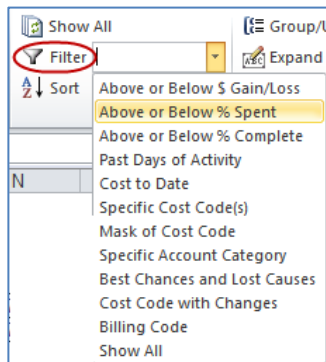 Show All
Group/U
Filter
Expand
Sort
Above or Below $ Gain/Loss
Above or Below % Spent
Above or Below % Complete
N
Past Days of Activity
Cost to Date
Specific Cost Code(s)
Mask of Cost Code
Specific Account Category
Best Chances and Lost Causes
Cost Code with Changes
Billing Code
Show All